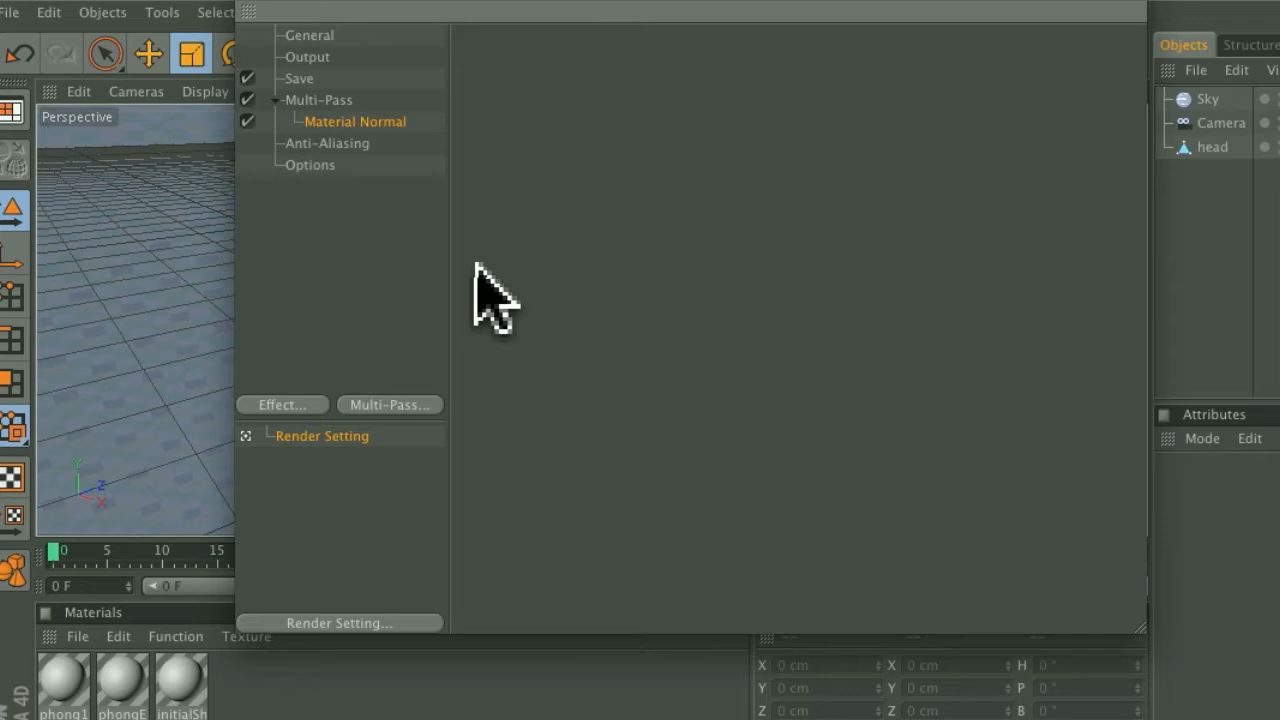 File Edit Objects Tools Select
Edit Cameras Display
Perspective
General
Output
Save
Multi-Pass
Material Normal
Anti-Aliasing
Options
Effect...
Multi-Pass...
Render Setting
Render Setting...
Objects Structure
File Edit Vi
Sky
Camera
head
Attributes
Mode Edit
Y
Z
X
0 5 10 15
0 F
0 F
Materials
File Edit Function Texture
phong1 phongE initialSh
X 0 cm X 0 cm H 0 °
Y 0 cm Y 0 cm P 0 °
Z 0 cm Z 0 cm B 0 °
A 4D